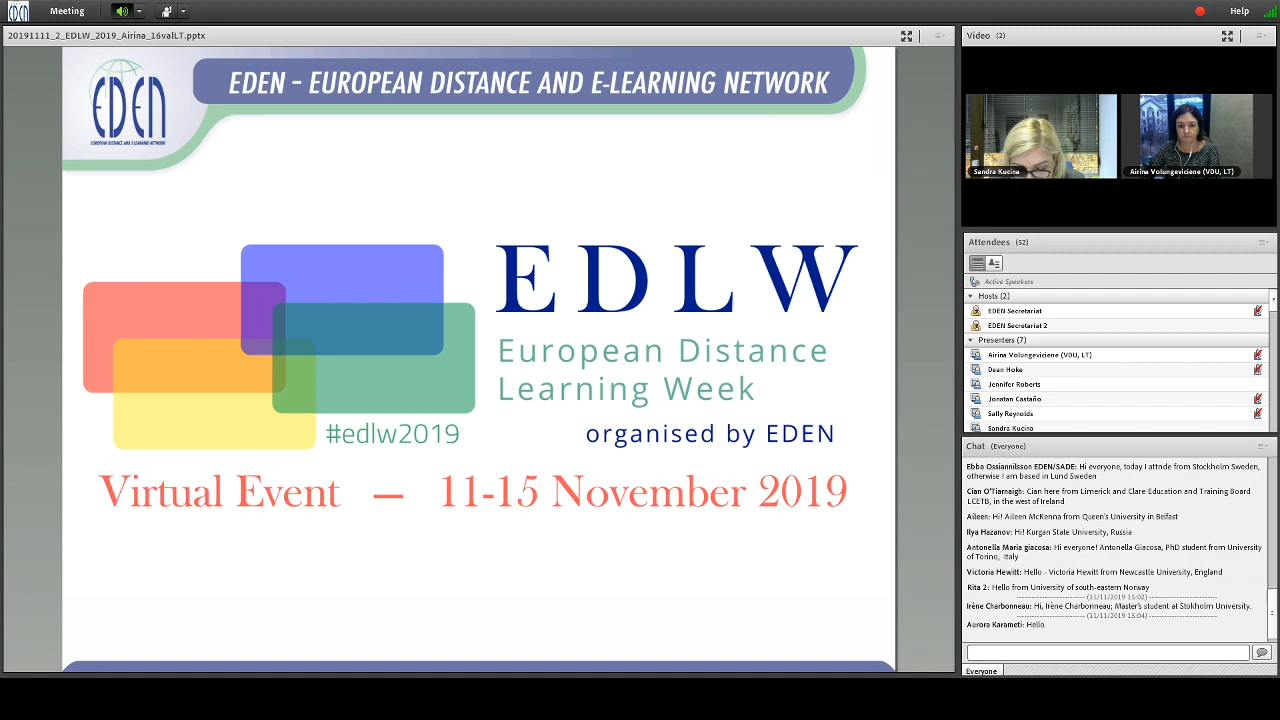 EDEN
Meeting
Help
20191111_2_EDLW_2019_Airina_16valLT.pptx
EDEN
EUROPEAN DISTANCE AND E-LEARNING NETWORK
EDEN – EUROPEAN DISTANCE AND E-LEARNING NETWORK
EDLW
European Distance
Learning Week
#edlw2019
organised by EDEN
Virtual Event — 11-15 November 2019
Video (2)
Sandra Kucina
Airina Volungeviciene (VDU, LT)
Attendees (52)
Active Speakers
Hosts (2)
EDEN Secretariat
EDEN Secretariat 2
Presenters (7)
Airina Volungeviciene (VDU, LT)
Dean Hoke
Jennifer Roberts
Jonatan Castaño
Sally Reynolds
Sandra Kucina
Chat (Everyone)
Ebba Ossiannilsson EDEN/SADE: Hi everyone, today I attnde from Stockholm Sweden,
otherwise I am based in Lund Sweden
Cian O'Fiarnaigh: Cian here from Limerick and Clare Education and Training Board
LCETB, in the west of Ireland
Aileen: Hi! Aileen McKenna from Queen's University in Belfast
Ilya Hazanov: Hi! Kurgan State University, Russia
Antonella Maria giacosa: Hi everyone! Antonella Giacosa, PhD student from University
of Torino, Italy
Victoria Hewitt: Hello - Victoria Hewitt from Newcastle University, England
Rita 2: Hello from University of south-eastern Norway
(11/11/2019 15:02)
Irène Charbonneau: Hi, Irène Charbonneau; Master's student at Stokholm University.
(11/11/2019 15:04)
Aurora Karameti: Hello.
Everyone